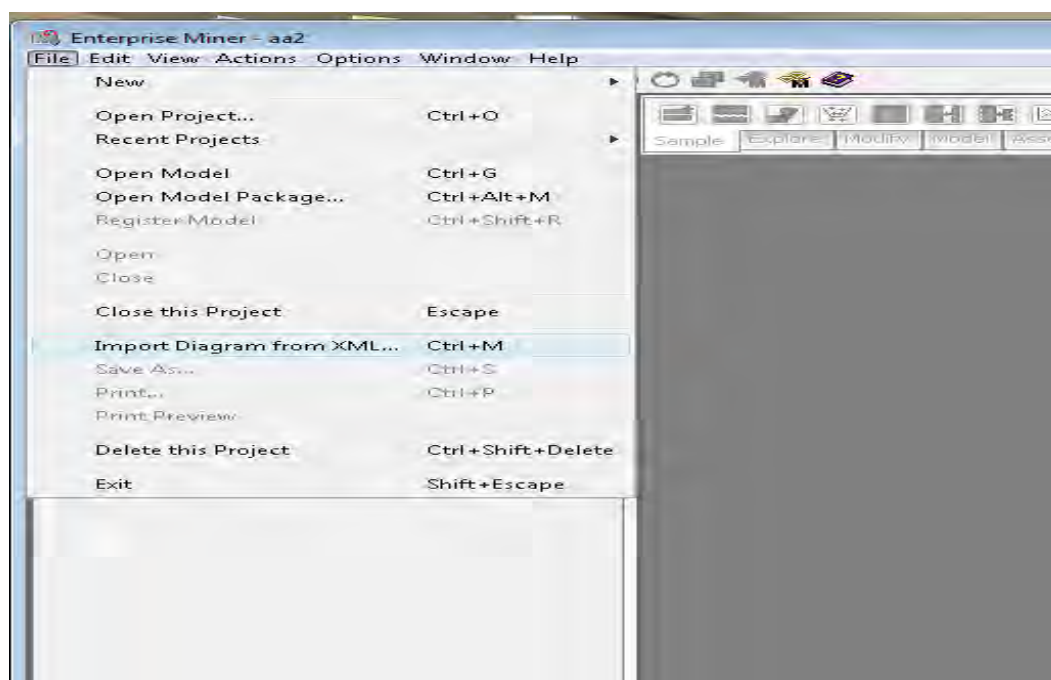 Enterprise Miner - aa2
File Edit View Actions Options Window Help
New
Open Project... Ctrl+O
Recent Projects
Open Model Ctrl+G
Open Model Package... Ctrl+Alt+M
Register Model Ctrl+Shift+R
Open
Close
Close this Project Escape
Import Diagram from XML... Ctrl+M
Save As... Ctrl+S
Print... Ctrl+P
Print Preview
Delete this Project Ctrl+Shift+Delete
Exit Shift+Escape
Sample Explore Modify Model